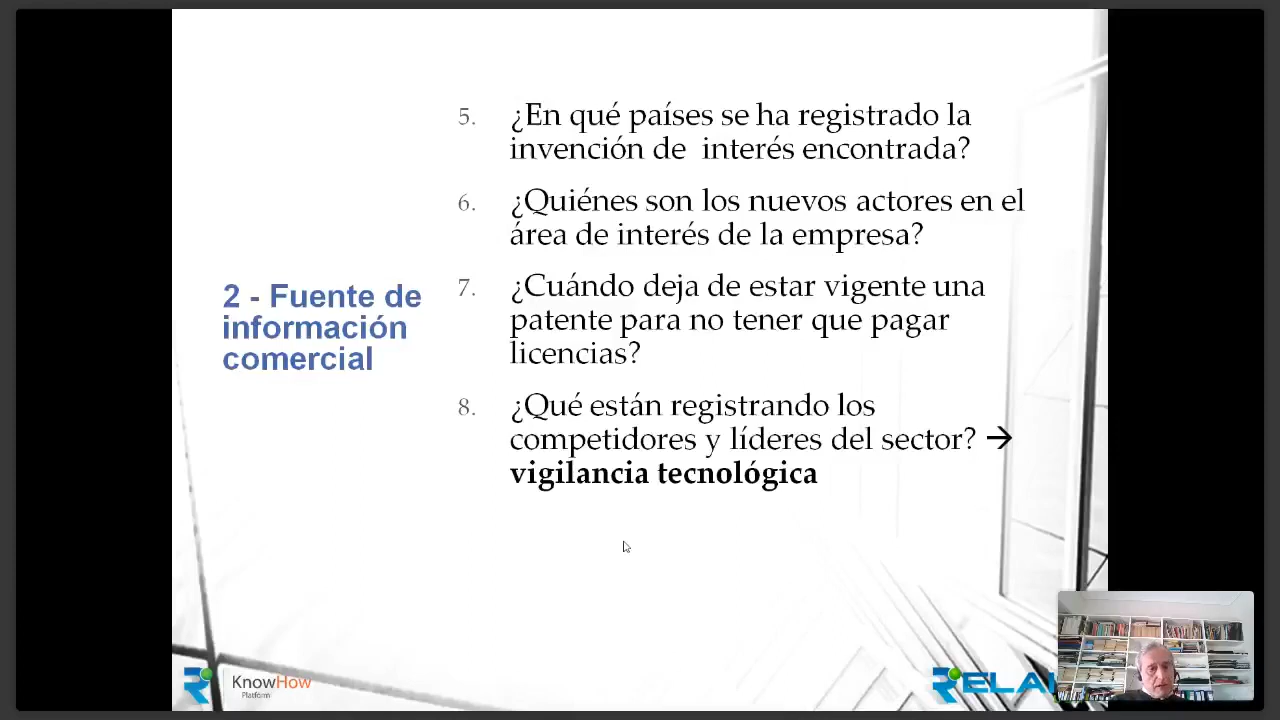 5. ¿En qué países se ha registrado la
invención de interés encontrada?
6. ¿Quiénes son los nuevos actores en el
área de interés de la empresa?
2 - Fuente de
información
comercial
7. ¿Cuándo deja de estar vigente una
patente para no tener que pagar
licencias?
8. ¿Qué están registrando los
competidores y líderes del sector? →
vigilancia tecnológica
KnowHow
Platform